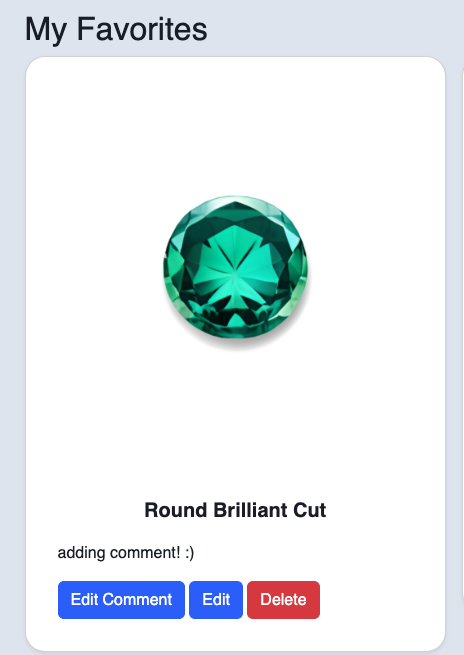 My Favorites
Round Brilliant Cut
adding comment! :)
Edit Comment Edit Delete